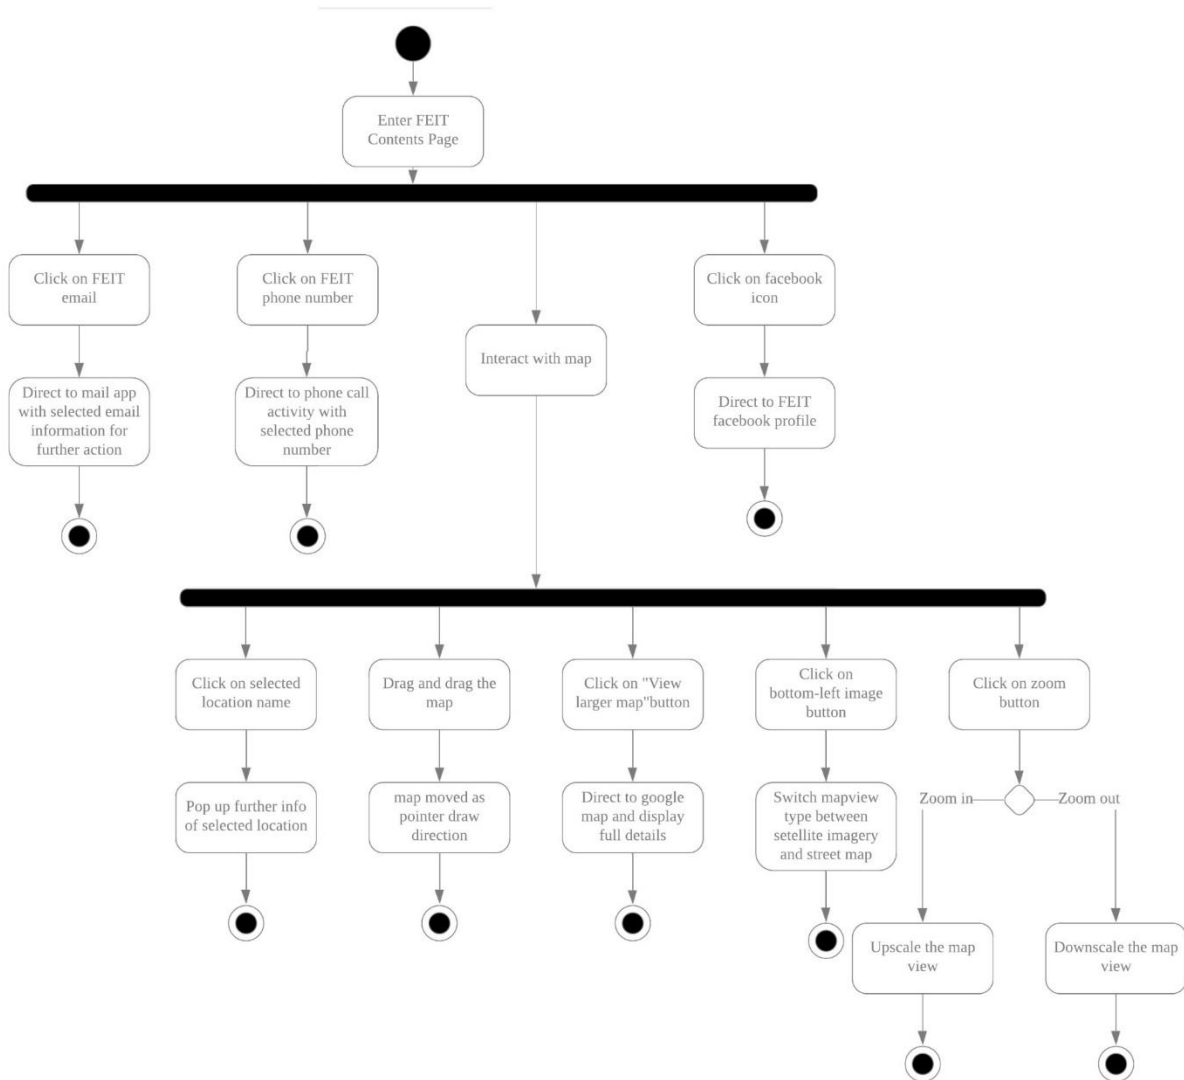 Enter FEIT
Contents Page
Click on FEIT
email
Click on FEIT
phone number
Click on facebook
icon
Interact with map
Direct to mail app
with selected email
information for
further action
Direct to phone call
activity with
selected phone
number
Direct to FEIT
facebook profile
Click on selected
location name
Drag and drag the
map
Click on "View
larger map"button
Click on
bottom-left image
button
Click on zoom
button
Pop up further info
of selected location
map moved as
pointer draw
direction
Direct to google
map and display
full details
Switch mapview
type between
setellite imagery
and street map
Zoom in
Zoom out
Upscale the map
view
Downscale the map
view